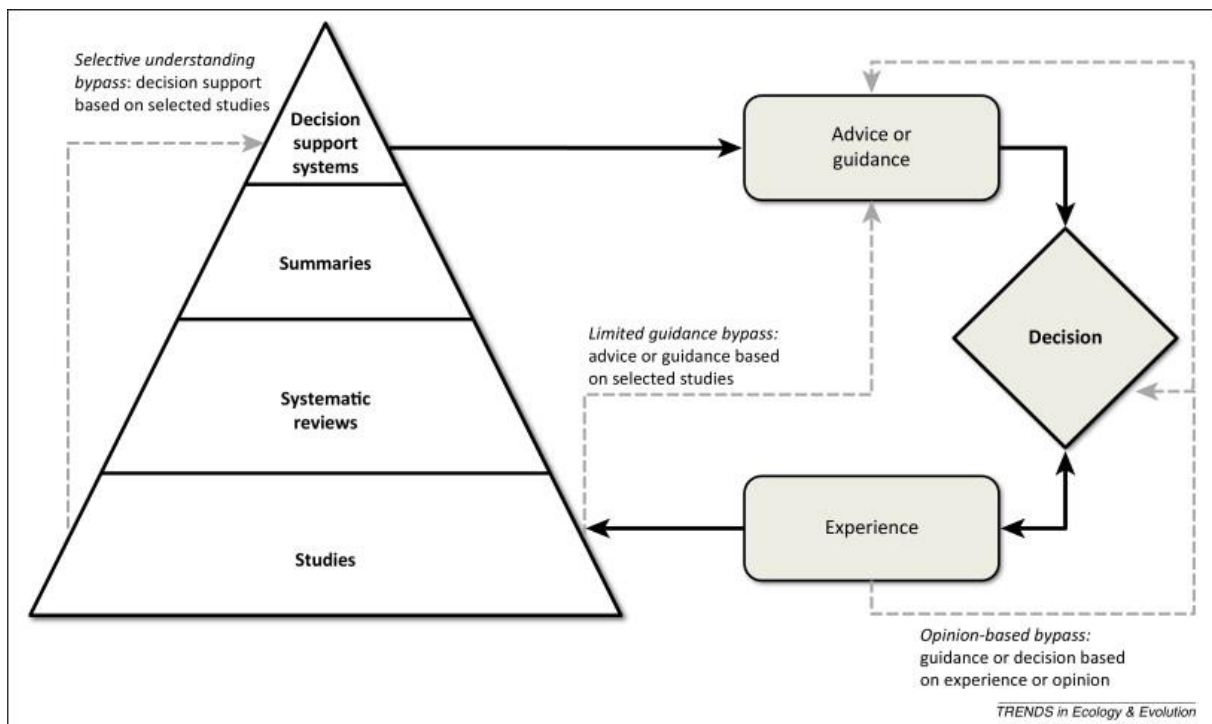 Selective understanding
bypass: decision support
based on selected studies
Decision
support
systems
Advice or
guidance
Summaries
Limited guidance bypass:
advice or guidance based
on selected studies
Decision
Systematic
reviews
Experience
Studies
Opinion-based bypass:
guidance or decision based
on experience or opinion
TRENDS in Ecology & Evolution